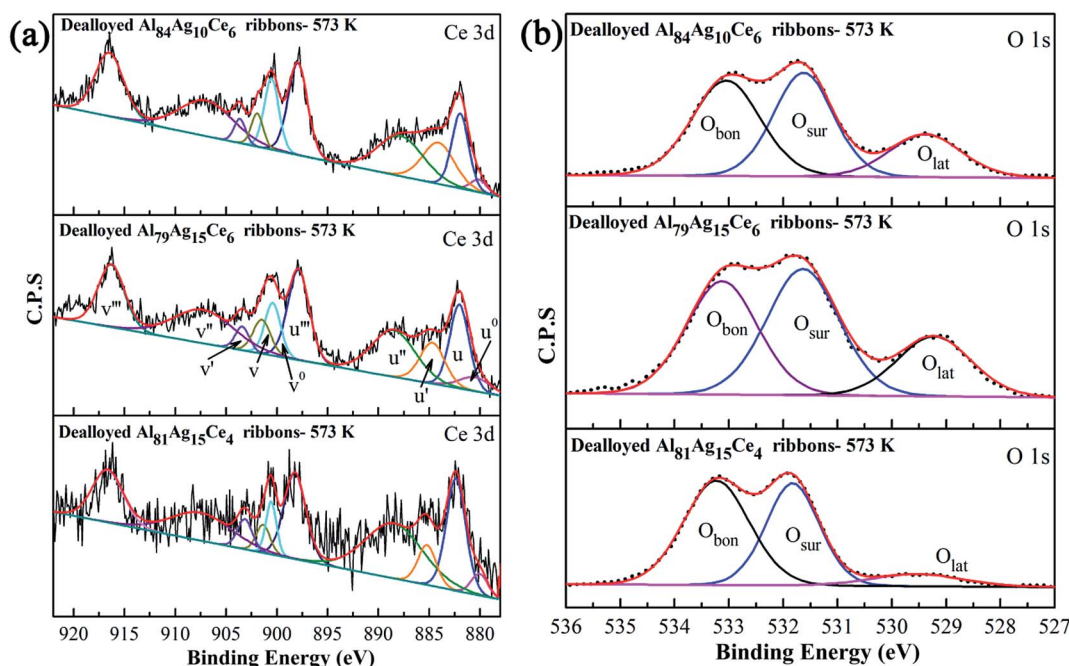 (a)
Dealloyed Al84Ag10Ce6 ribbons- 573 K
Ce 3d
Dealloyed Al79Ag15Ce6 ribbons- 573 K
Ce 3d
v'''
v''
v'
v
v0
u'''
u''
u'
u
u0
Dealloyed Al81Ag15Ce4 ribbons- 573 K
Ce 3d
C.P.S
920 915 910 905 900 895 890 885 880
Binding Energy (eV)
(b)
Dealloyed Al84Ag10Ce6 ribbons- 573 K
O 1s
Obon
Osur
Olat
Dealloyed Al79Ag15Ce6 ribbons- 573 K
O 1s
Obon
Osur
Olat
Dealloyed Al81Ag15Ce4 ribbons- 573 K
O 1s
Obon
Osur
Olat
C.P.S
536 535 534 533 532 531 530 529 528 527
Binding Energy (eV)